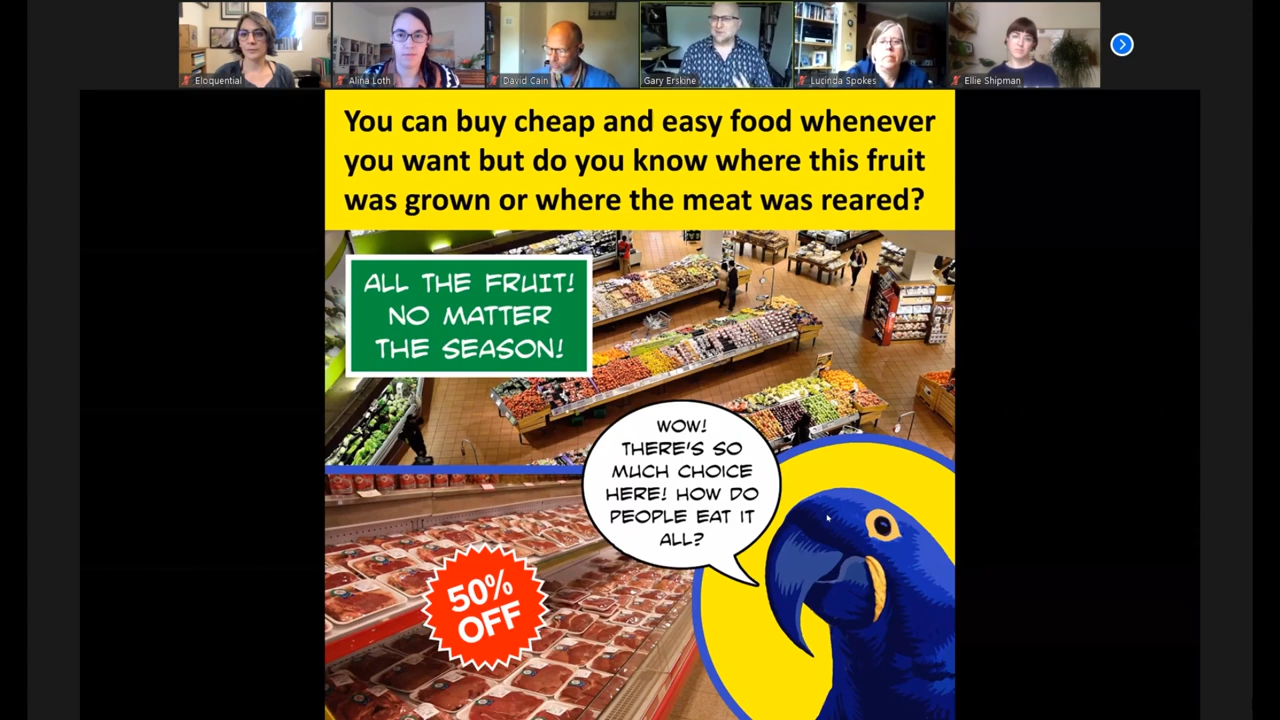 Eloquential
Alina Loth
David Cain
Gary Erskine
Lucinda Spokes
Ellie Shipman
You can buy cheap and easy food whenever
you want but do you know where this fruit
was grown or where the meat was reared?
ALL THE FRUIT!
NO MATTER
THE SEASON!
WOW!
THERE'S SO
MUCH CHOICE
HERE! HOW DO
PEOPLE EAT IT
ALL?
50%
OFF